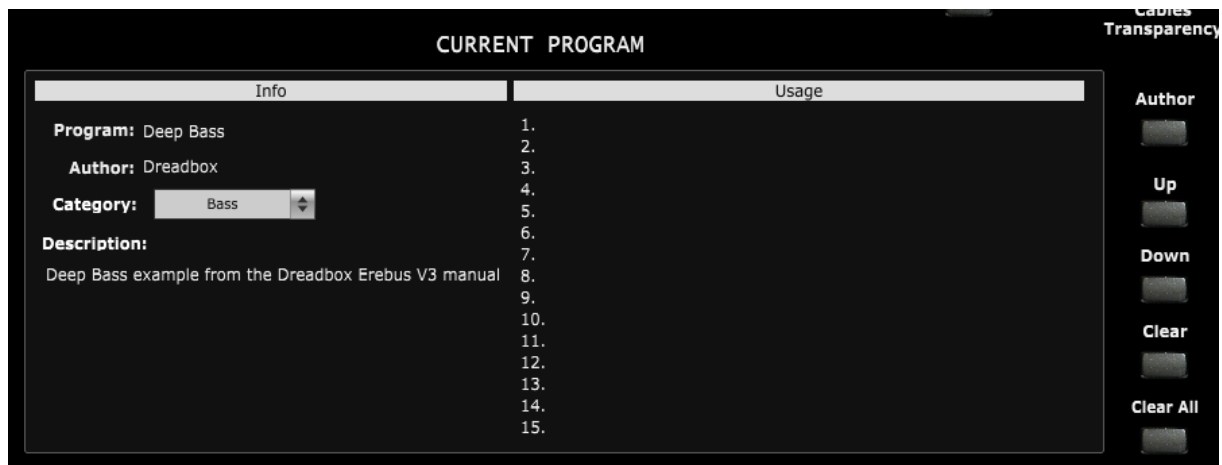 Cables
Transparency
CURRENT PROGRAM
Info
Program: Deep Bass
Author: Dreadbox
Category: Bass
Description:
Deep Bass example from the Dreadbox Erebus V3 manual
Usage
1.
2.
3.
4.
5.
6.
7.
8.
9.
10.
11.
12.
13.
14.
15.
Author
Up
Down
Clear
Clear All